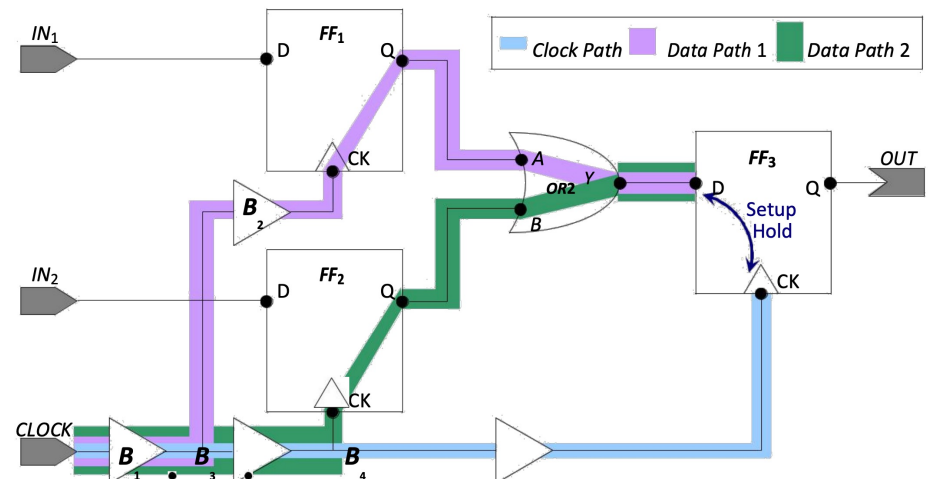 IN1
D
FF1
Q
CK
Clock Path
Data Path 1
Data Path 2
A
B
OR2
Y
D
FF3
Q
OUT
Setup
Hold
CK
B2
IN2
D
FF2
Q
CK
CLOCK
B1
B3
B4